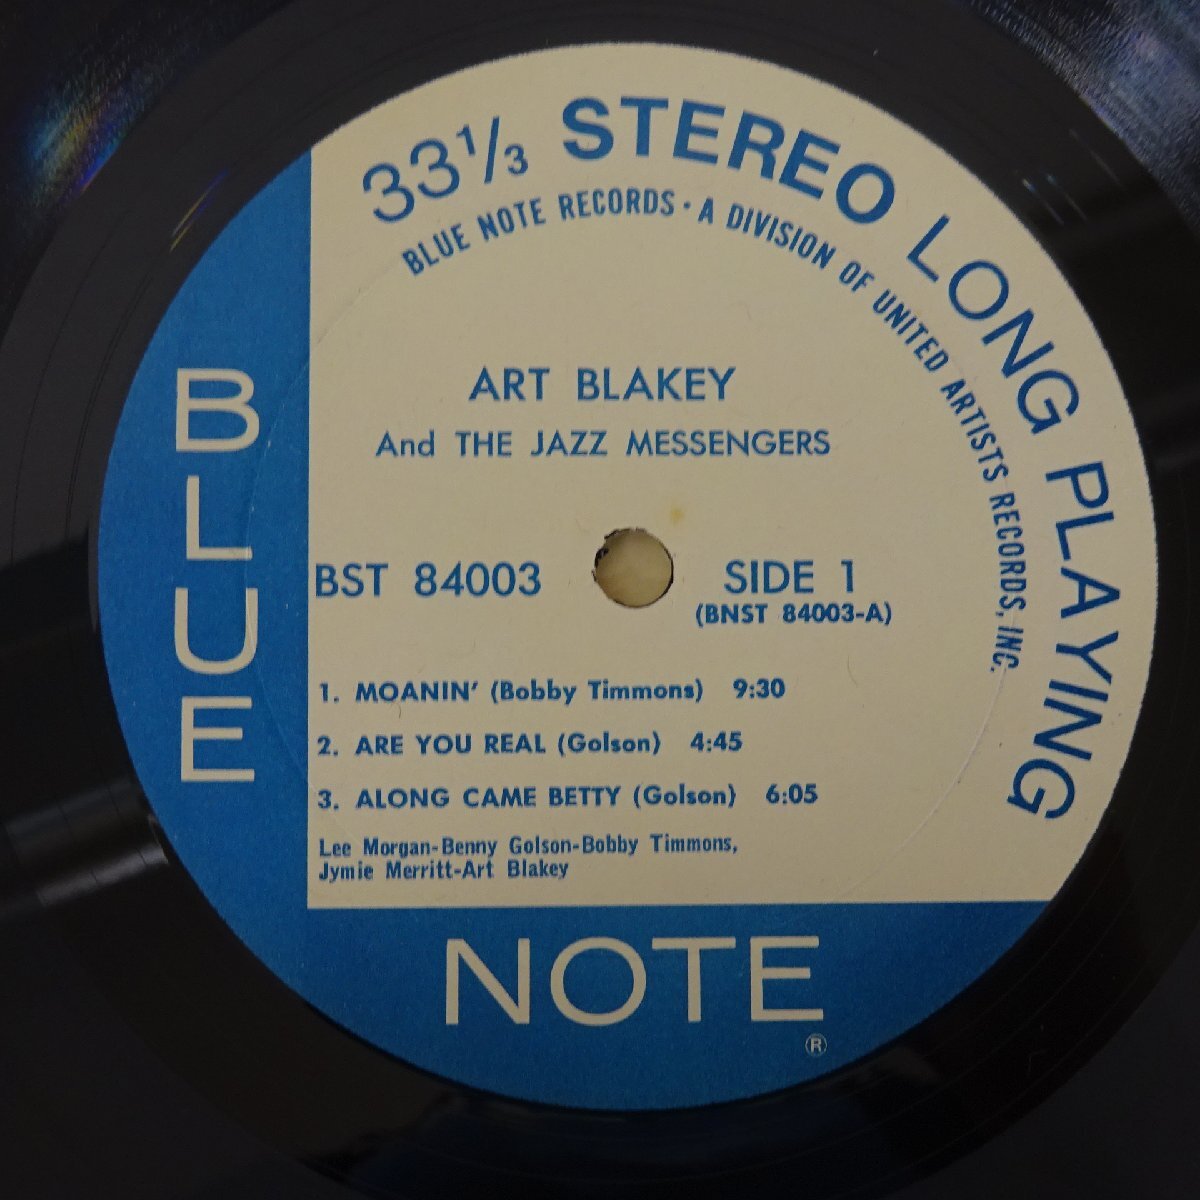 33 1/3 STEREO LONG PLAYING
BLUE NOTE RECORDS • A DIVISION OF UNITED ARTISTS RECORDS, INC.
ART BLAKEY
And THE JAZZ MESSENGERS
BST 84003
SIDE 1
(BNST 84003-A)
1. MOANIN' (Bobby Timmons) 9:30
2. ARE YOU REAL (Golson) 4:45
3. ALONG CAME BETTY (Golson) 6:05
Lee Morgan-Benny Golson-Bobby Timmons,
Jymie Merritt-Art Blakey
BLUE
NOTE
®